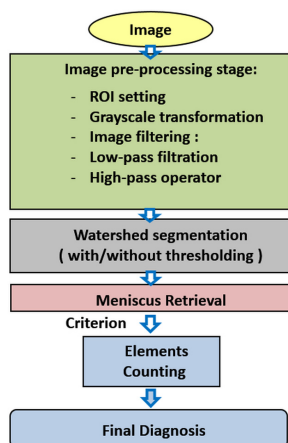 Image
Image pre-processing stage:
- ROI setting
- Grayscale transformation
- Image filtering :
- Low-pass filtration
- High-pass operator
Watershed segmentation
( with/without thresholding )
Meniscus Retrieval
Criterion
Elements
Counting
Final Diagnosis